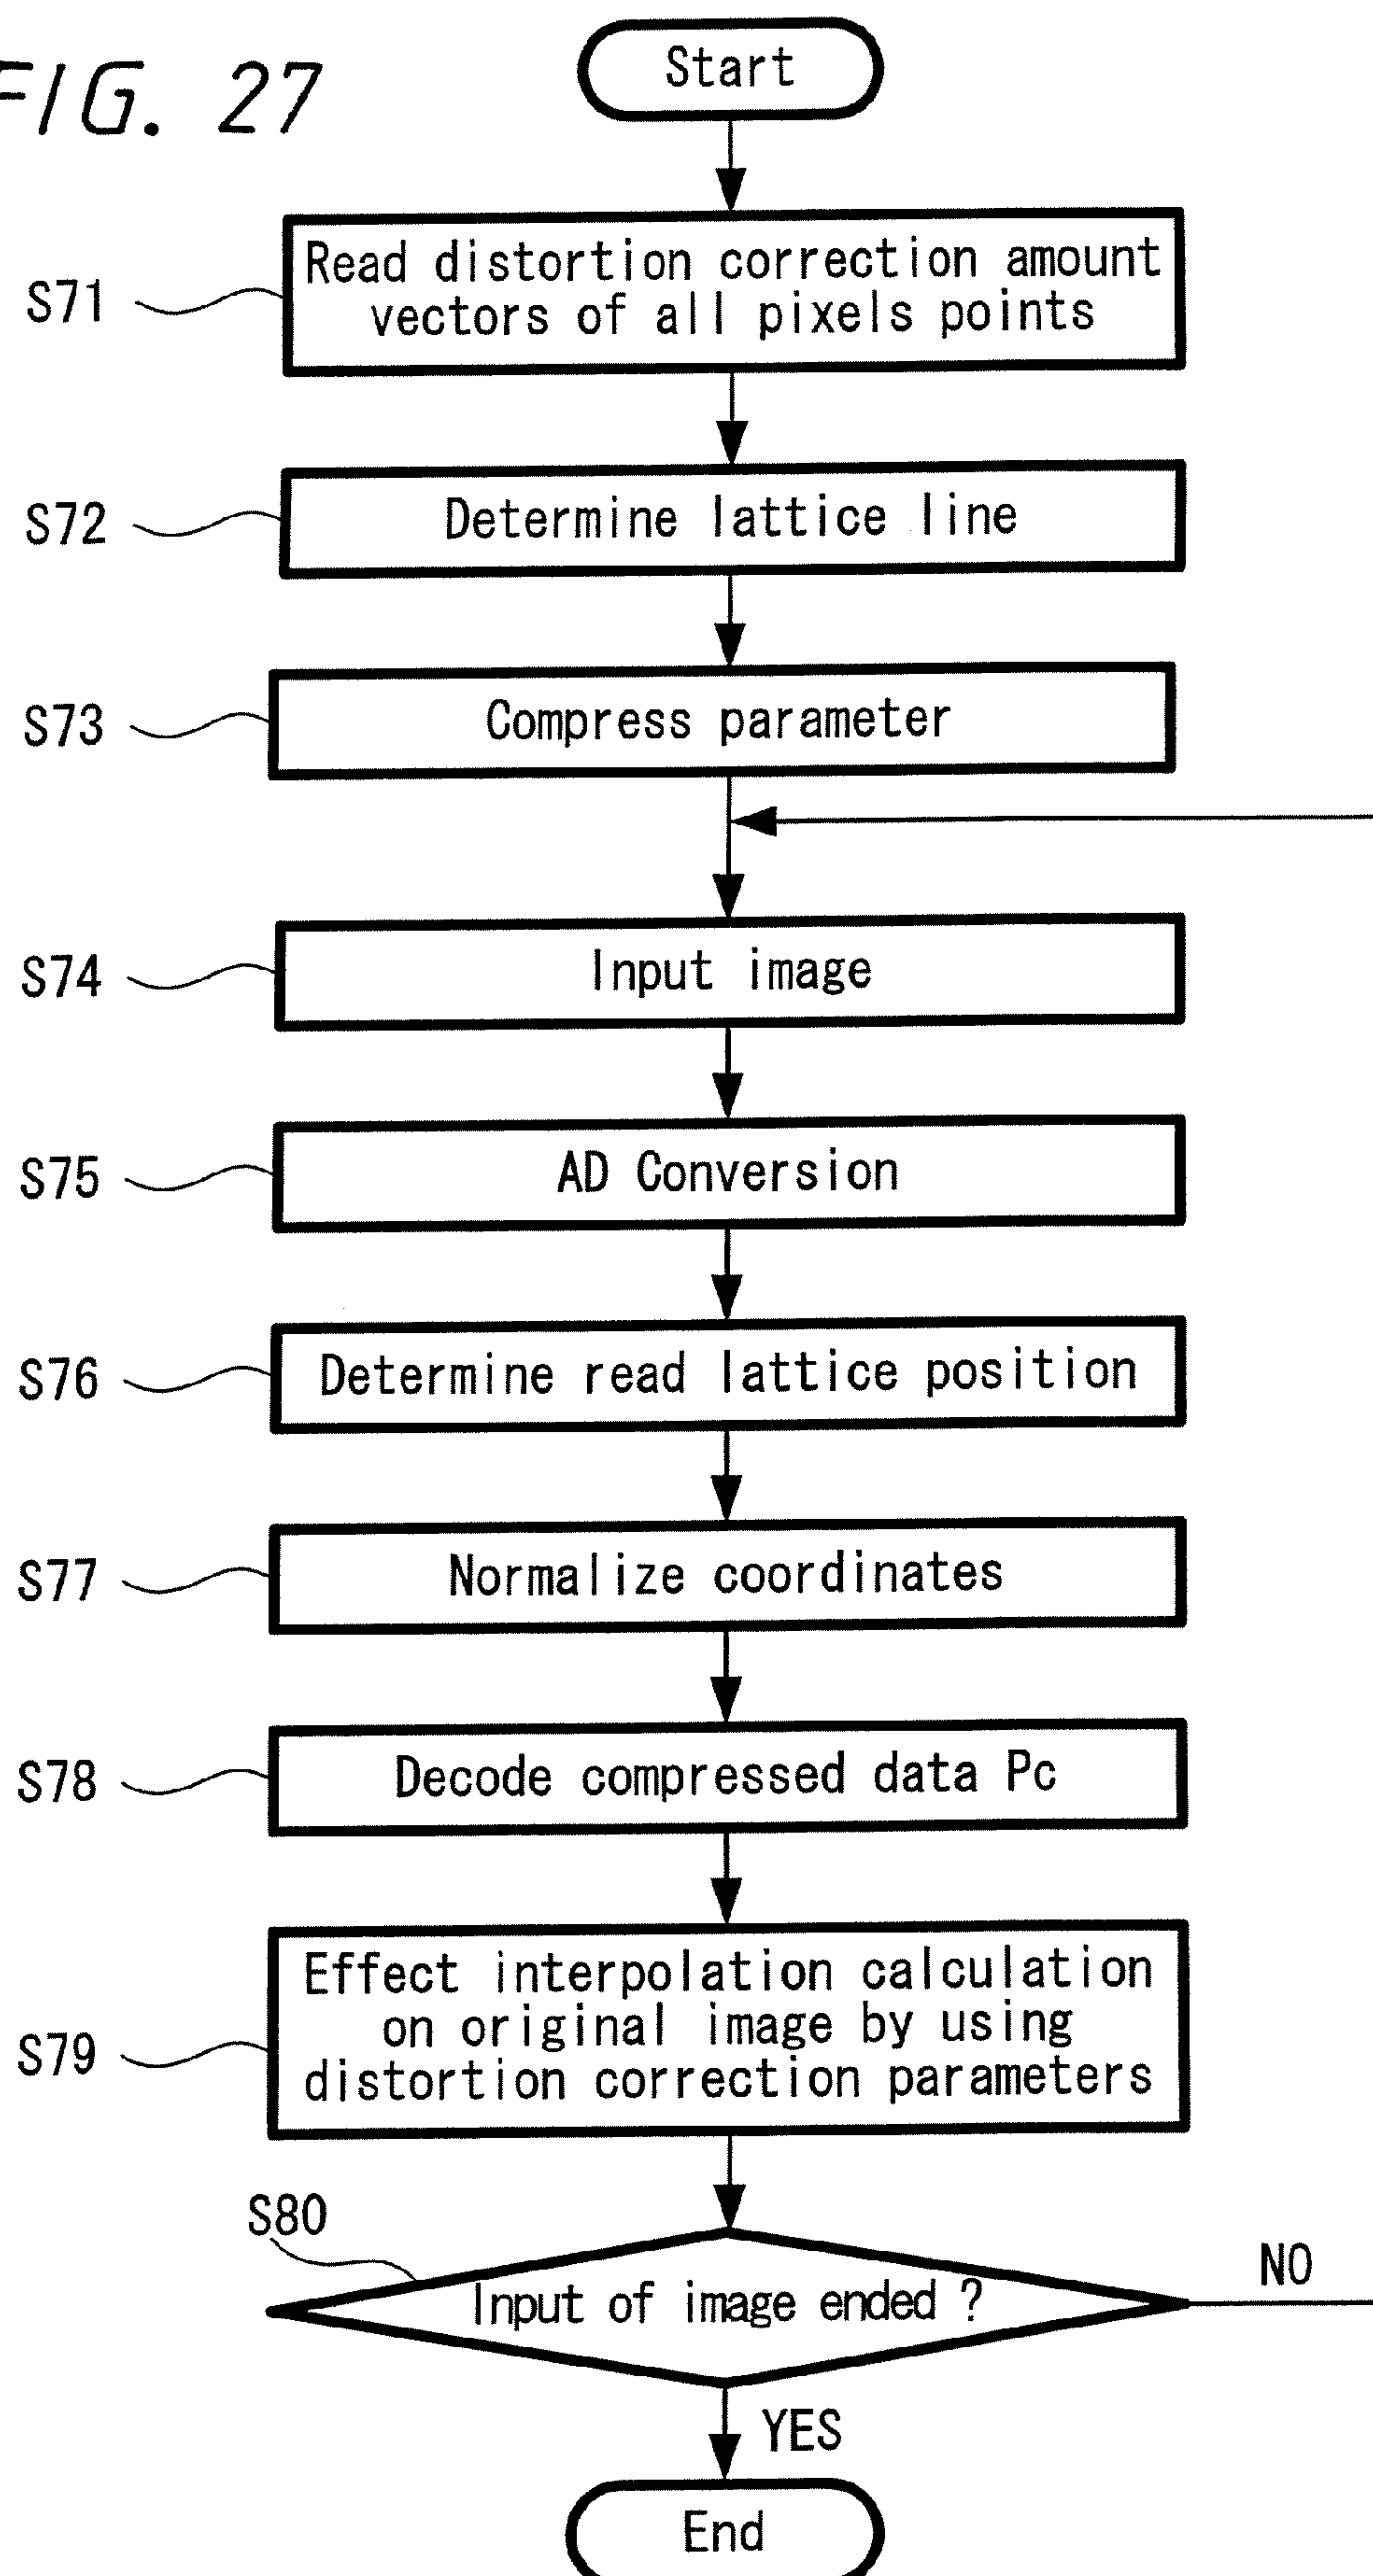 FIG. 27
Start
S71
Read distortion correction amount
vectors of all pixels points
S72
Determine lattice line
S73
Compress parameter
S74
Input image
S75
AD Conversion
S76
Determine read lattice position
S77
Normalize coordinates
S78
Decode compressed data Pc
S79
Effect interpolation calculation
on original image by using
distortion correction parameters
S80
Input of image ended ?
NO
YES
End